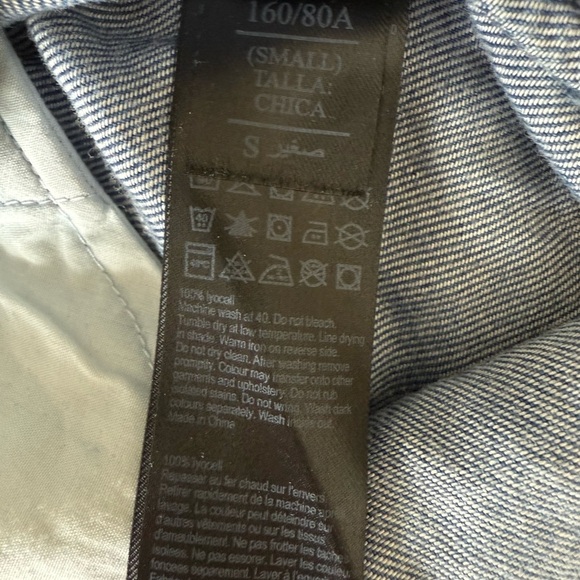 160/80A
(SMALL)
TALLA:
CHICA
S صغير
40
100% lyocell
Machine wash at 40. Do not bleach.
Tumble dry at low temperature. Line drying
in shade. Warm iron on reverse side.
Do not dry clean. After washing remove
promptly. Colour may transfer onto other
garments and upholstery. Do not rub
isolated stains. Do not wring. Wash dark
colours separately. Wash inside out.
Made in China
100% lyocell
Repasser au fer chaud sur l'envers
Retirer rapidement de la machine après
lavage. La couleur peut déteindre sur
d'autres vêtements ou sur les tissus
d'ameublement. Ne pas frotter les taches
isolées. Ne pas essorer. Laver les
Laver à l'envers